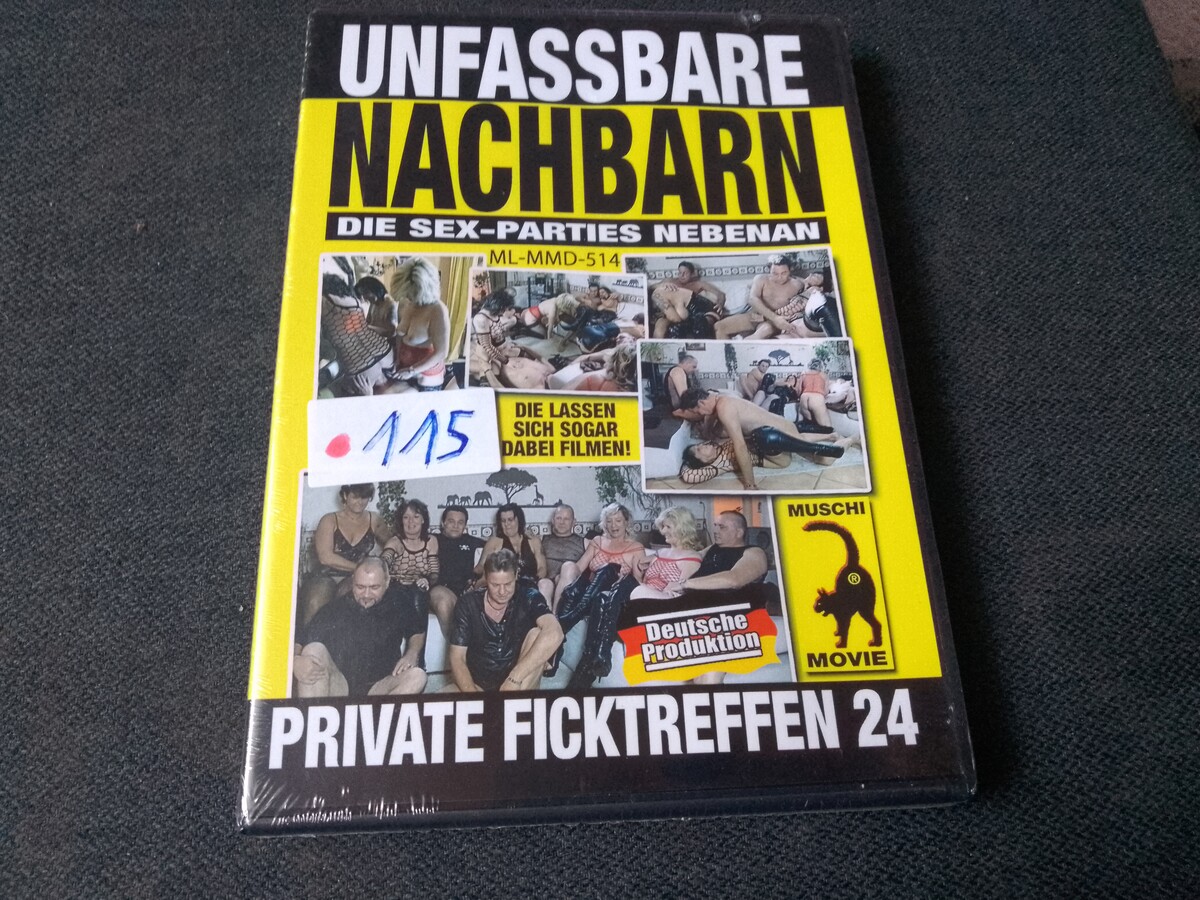 UNFASSBARE
NACHBARN
DIE SEX-PARTIES NEBENAN
ML-MMD-514
DIE LASSEN
SICH SOGAR
DABEI FILMEN!
115
MUSCHI
®
MOVIE
Deutsche
Produktion
PRIVATE FICKTREFFEN 24